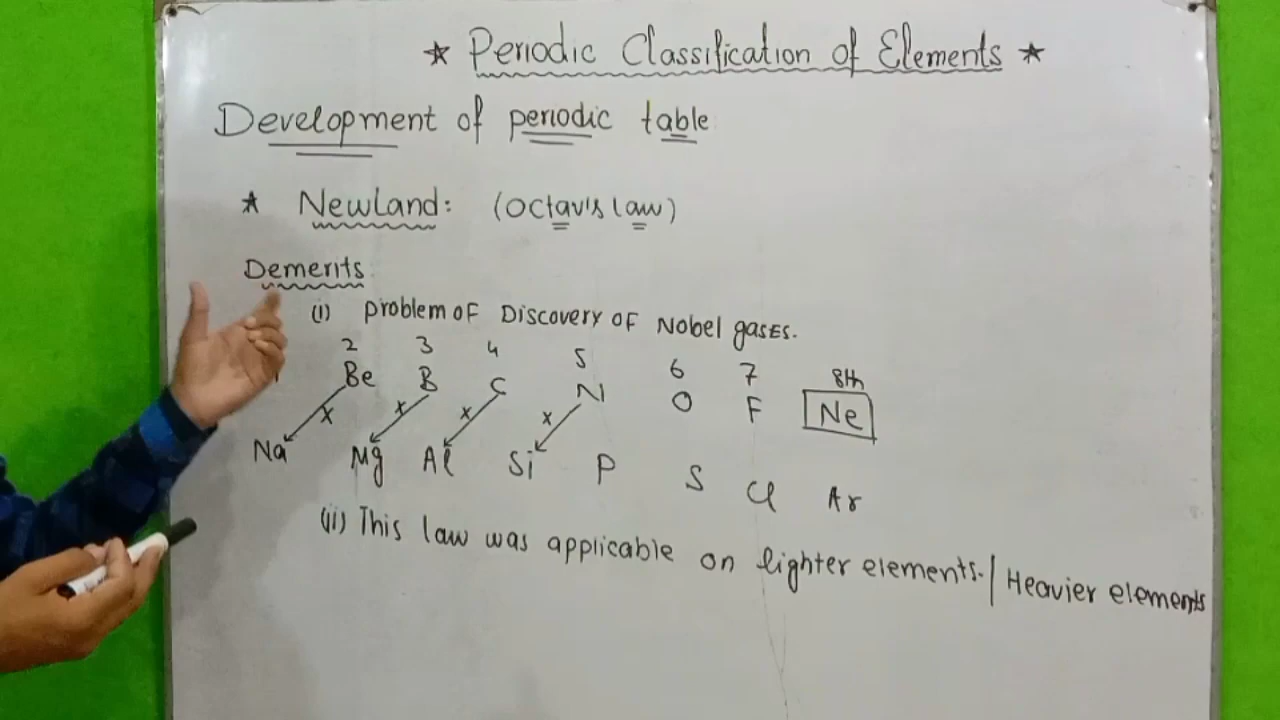 ★ Periodic Classification of Elements ★
Development of periodic table
★ Newland: (Octav's law)
Demerits
(i) Problem of Discovery of Nobel gases.
2 3 4 5 6 7 8th
Be B C N O F Ne
x x x x
Na Mg Al Si P S Cl Ar
(ii) This law was applicable on lighter elements./ Heavier elements